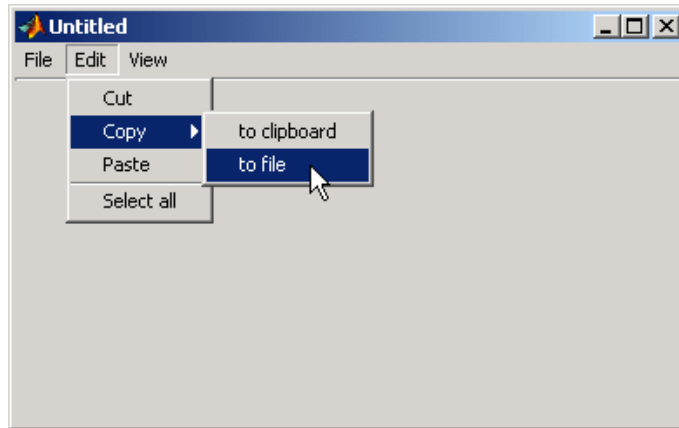 Untitled
File Edit View
Cut
Copy
to clipboard
Paste
to file
Select all